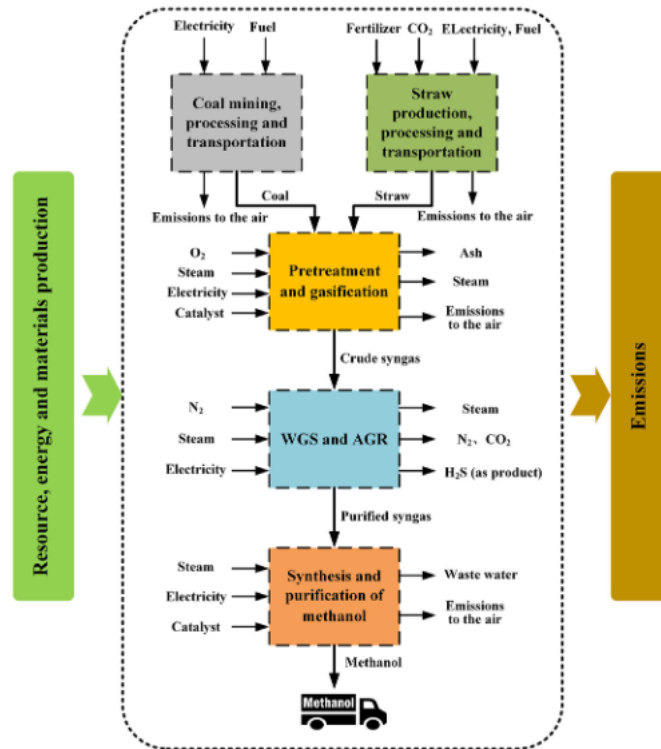 Electricity
Fuel
Fertilizer CO2 ELectricity, Fuel
Coal mining,
processing and
transportation
Straw
production,
processing and
transportation
Coal
Straw
Emissions to the air
Emissions to the air
O2
Steam
Electricity
Catalyst
Pretreatment
and gasification
Ash
Steam
Emissions
to the air
Crude syngas
N2
Steam
Electricity
WGS and AGR
Steam
N2、CO2
H2S (as product)
Purified syngas
Steam
Electricity
Catalyst
Synthesis and
purification of
methanol
Waste water
Emissions
to the air
Methanol
Methanol
Resource, energy and materials production
Emissions